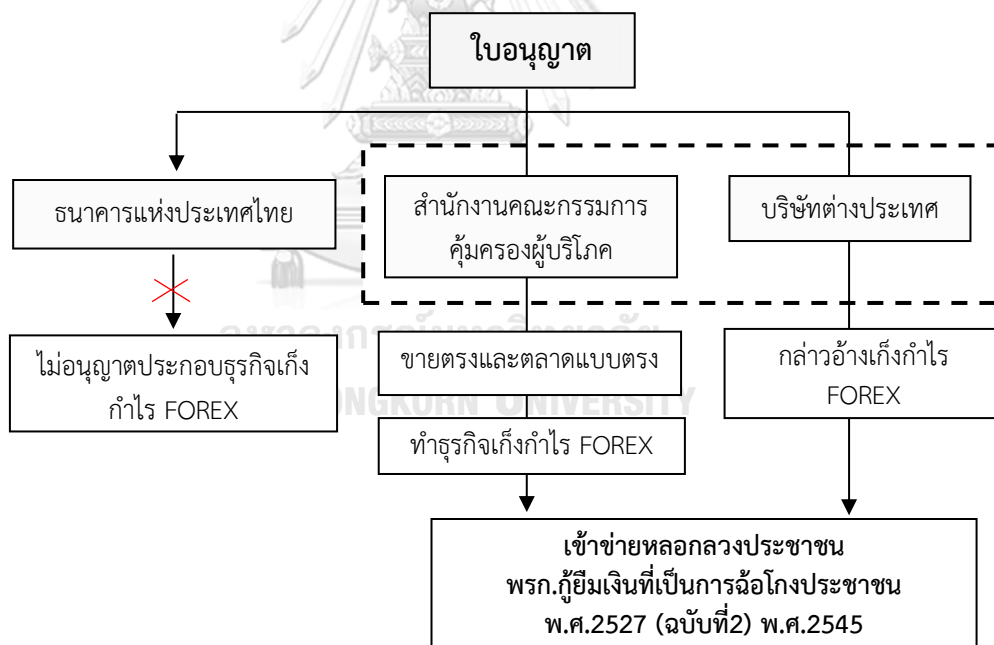 ใบอนุญาต
ธนาคารแห่งประเทศไทย
สำนักงานคณะกรรมการ
คุ้มครองผู้บริโภค
บริษัทต่างประเทศ
ไม่อนุญาตประกอบธุรกิจเก็ง
กำไร FOREX
ขายตรงและตลาดแบบตรง
กล่าวอ้างเก็งกำไร
FOREX
ทำธุรกิจเก็งกำไร FOREX
UNIVERSITY
เข้าข่ายหลอกลวงประชาชน
พรก.กู้ยืมเงินที่เป็นการฉ้อโกงประชาชน
พ.ศ.2527 (ฉบับที่2) พ.ศ.2545